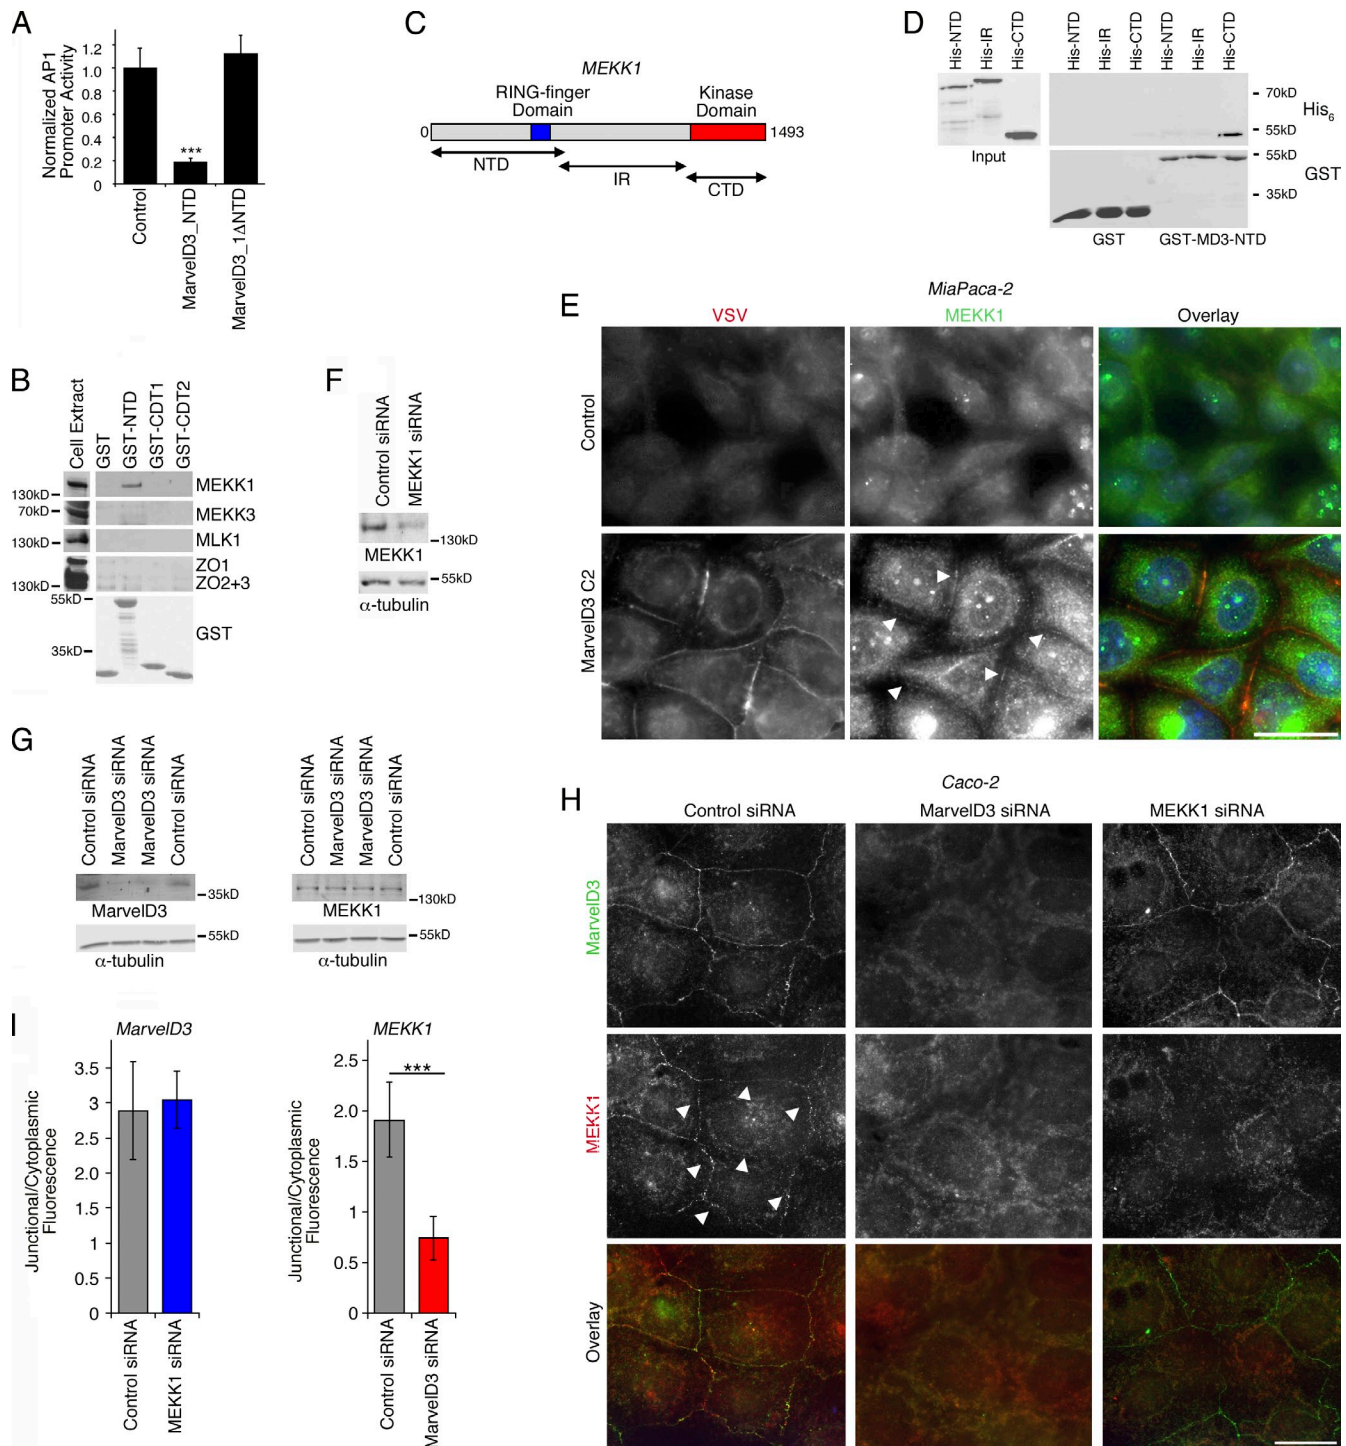 A
Normalized AP1
Promoter Activity
1.2
1.0
0.8
0.6
0.4
0.2
0
***
Control
MarvelD3_NTD
MarvelD3_1ΔNTD
B
Cell Extract
GST
GST-NTD
GST-CDT1
GST-CDT2
130kD
MEKK1
70kD
MEKK3
130kD
MLK1
ZO1
130kD
ZO2+3
55kD
GST
35kD
C
MEKK1
RING-finger
Domain
Kinase
Domain
0
1493
NTD
IR
CTD
D
His-NTD
His-IR
His-CTD
His-NTD
His-IR
His-CTD
His-NTD
His-IR
His-CTD
Input
70kD
His6
55kD
55kD
GST
35kD
GST
GST-MD3-NTD
E
MiaPaca-2
VSV
MEKK1
Overlay
Control
MarvelD3 C2
F
Control siRNA
MEKK1 siRNA
130kD
MEKK1
55kD
α-tubulin
G
Control siRNA
MarvelD3 siRNA
MarvelD3 siRNA
Control siRNA
35kD
MarvelD3
55kD
α-tubulin
Control siRNA
MarvelD3 siRNA
MarvelD3 siRNA
Control siRNA
130kD
MEKK1
55kD
α-tubulin
H
Caco-2
Control siRNA
MarvelD3 siRNA
MEKK1 siRNA
MarvelD3
MEKK1
Overlay
I
MarvelD3
Junctional/Cytoplasmic
Fluorescence
3.5
3
2.5
2
1.5
1
0.5
0
Control siRNA
MEKK1 siRNA
MEKK1
Junctional/Cytoplasmic
Fluorescence
2.5
2.0
1.5
1
0.5
0
***
Control siRNA
MarvelD3 siRNA